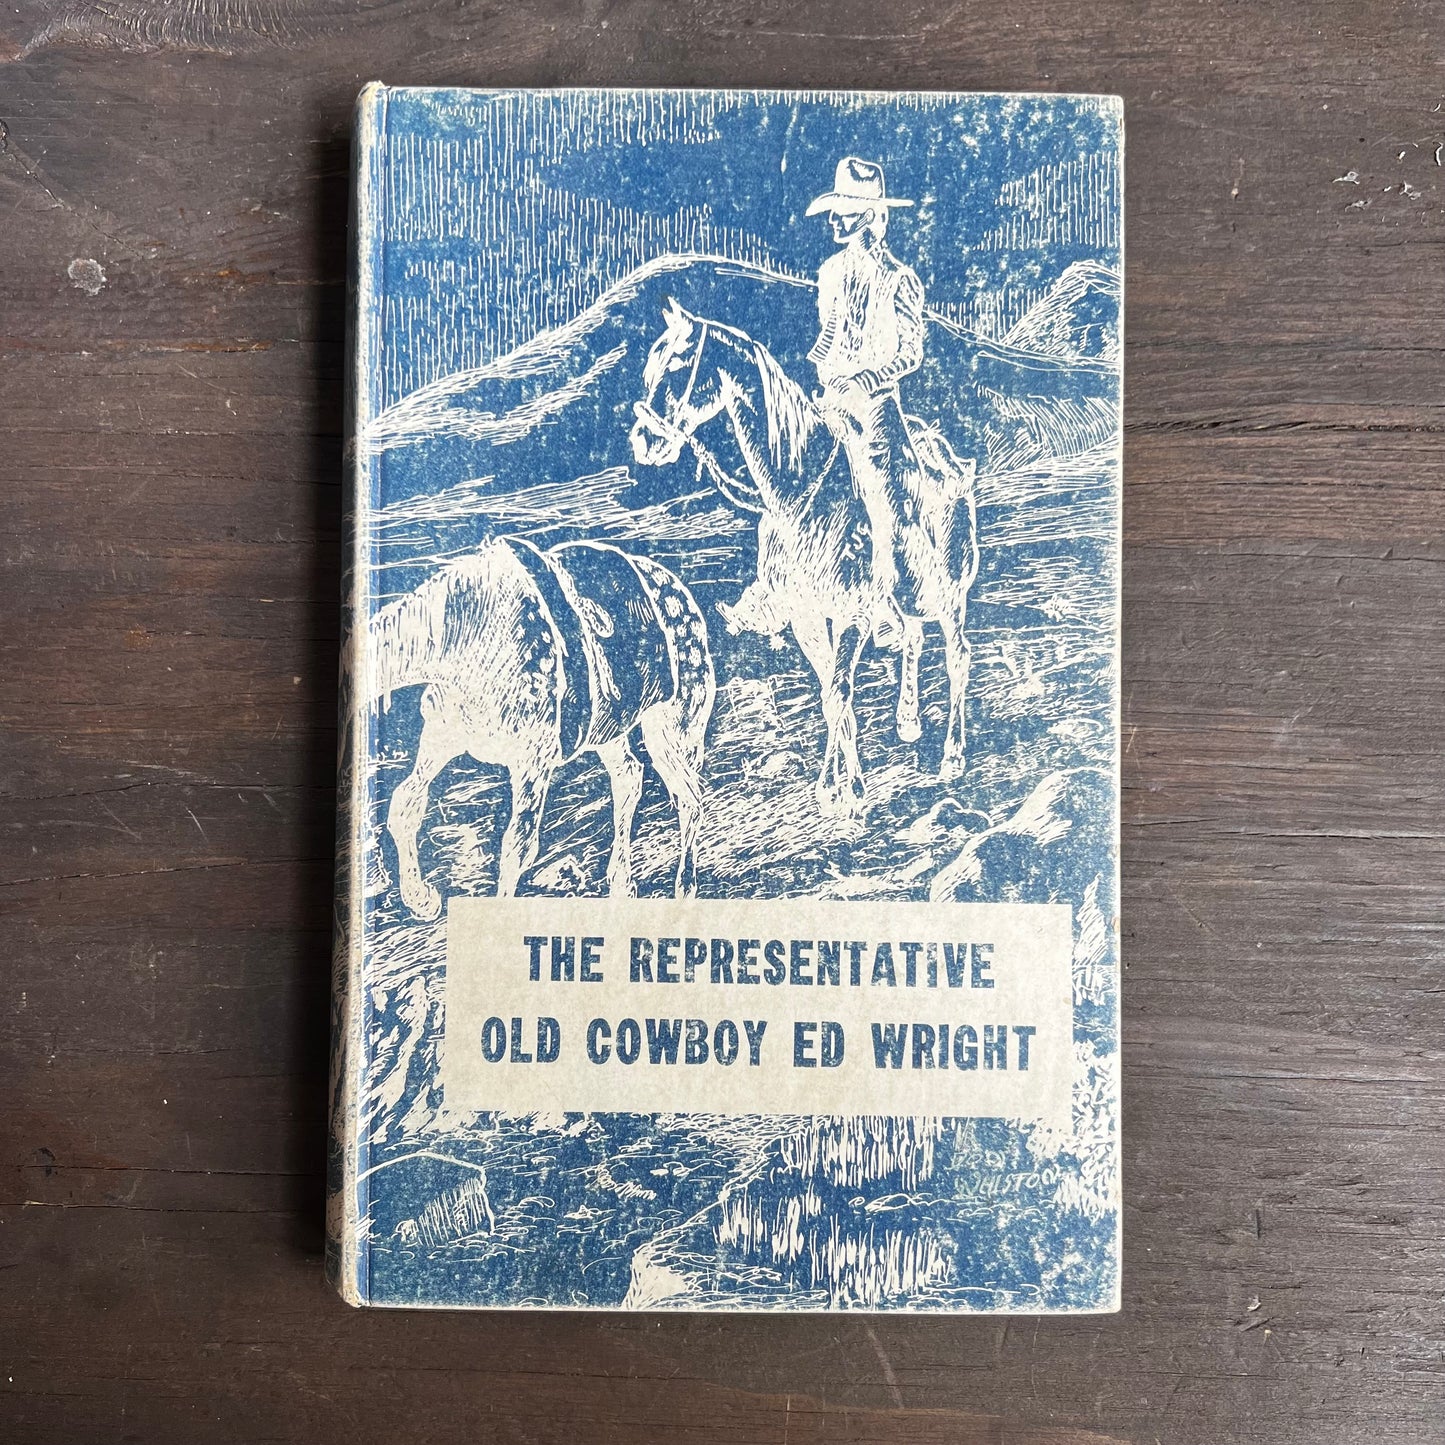 THE REPRESENTATIVE
OLD COWBOY ED WRIGHT